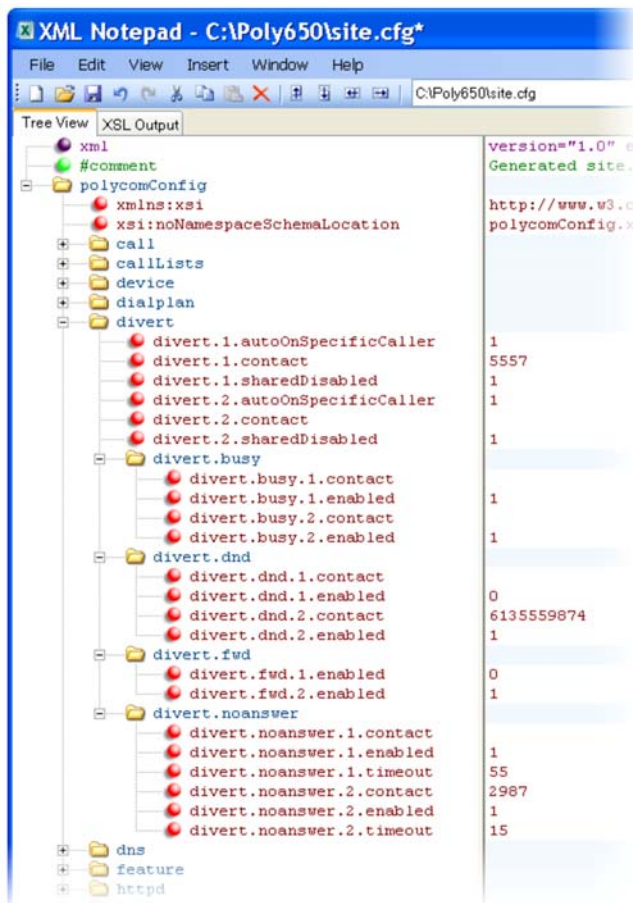 XML Notepad - C:\Poly650\site.cfg*
File Edit View Insert Window Help
C:\Poly650\site.cfg
Tree View XSL Output
xml version="1.0"
#comment Generated site.
polycomConfig
xmlns:xsi http://www.w3.
xsi:noNamespaceSchemaLocation polycomConfig.
call
callLists
device
dialplan
divert
divert.1.autoOnSpecificCaller 1
divert.1.contact 5557
divert.1.sharedDisabled 1
divert.2.autoOnSpecificCaller 1
divert.2.contact
divert.2.sharedDisabled 1
divert.busy
divert.busy.1.contact
divert.busy.1.enabled 1
divert.busy.2.contact
divert.busy.2.enabled 1
divert.dnd
divert.dnd.1.contact
divert.dnd.1.enabled 0
divert.dnd.2.contact 6135559874
divert.dnd.2.enabled 1
divert.fwd
divert.fwd.1.enabled 0
divert.fwd.2.enabled 1
divert.noanswer
divert.noanswer.1.contact
divert.noanswer.1.enabled 1
divert.noanswer.1.timeout 55
divert.noanswer.2.contact 2987
divert.noanswer.2.enabled 1
divert.noanswer.2.timeout 15
dns
feature
httpd